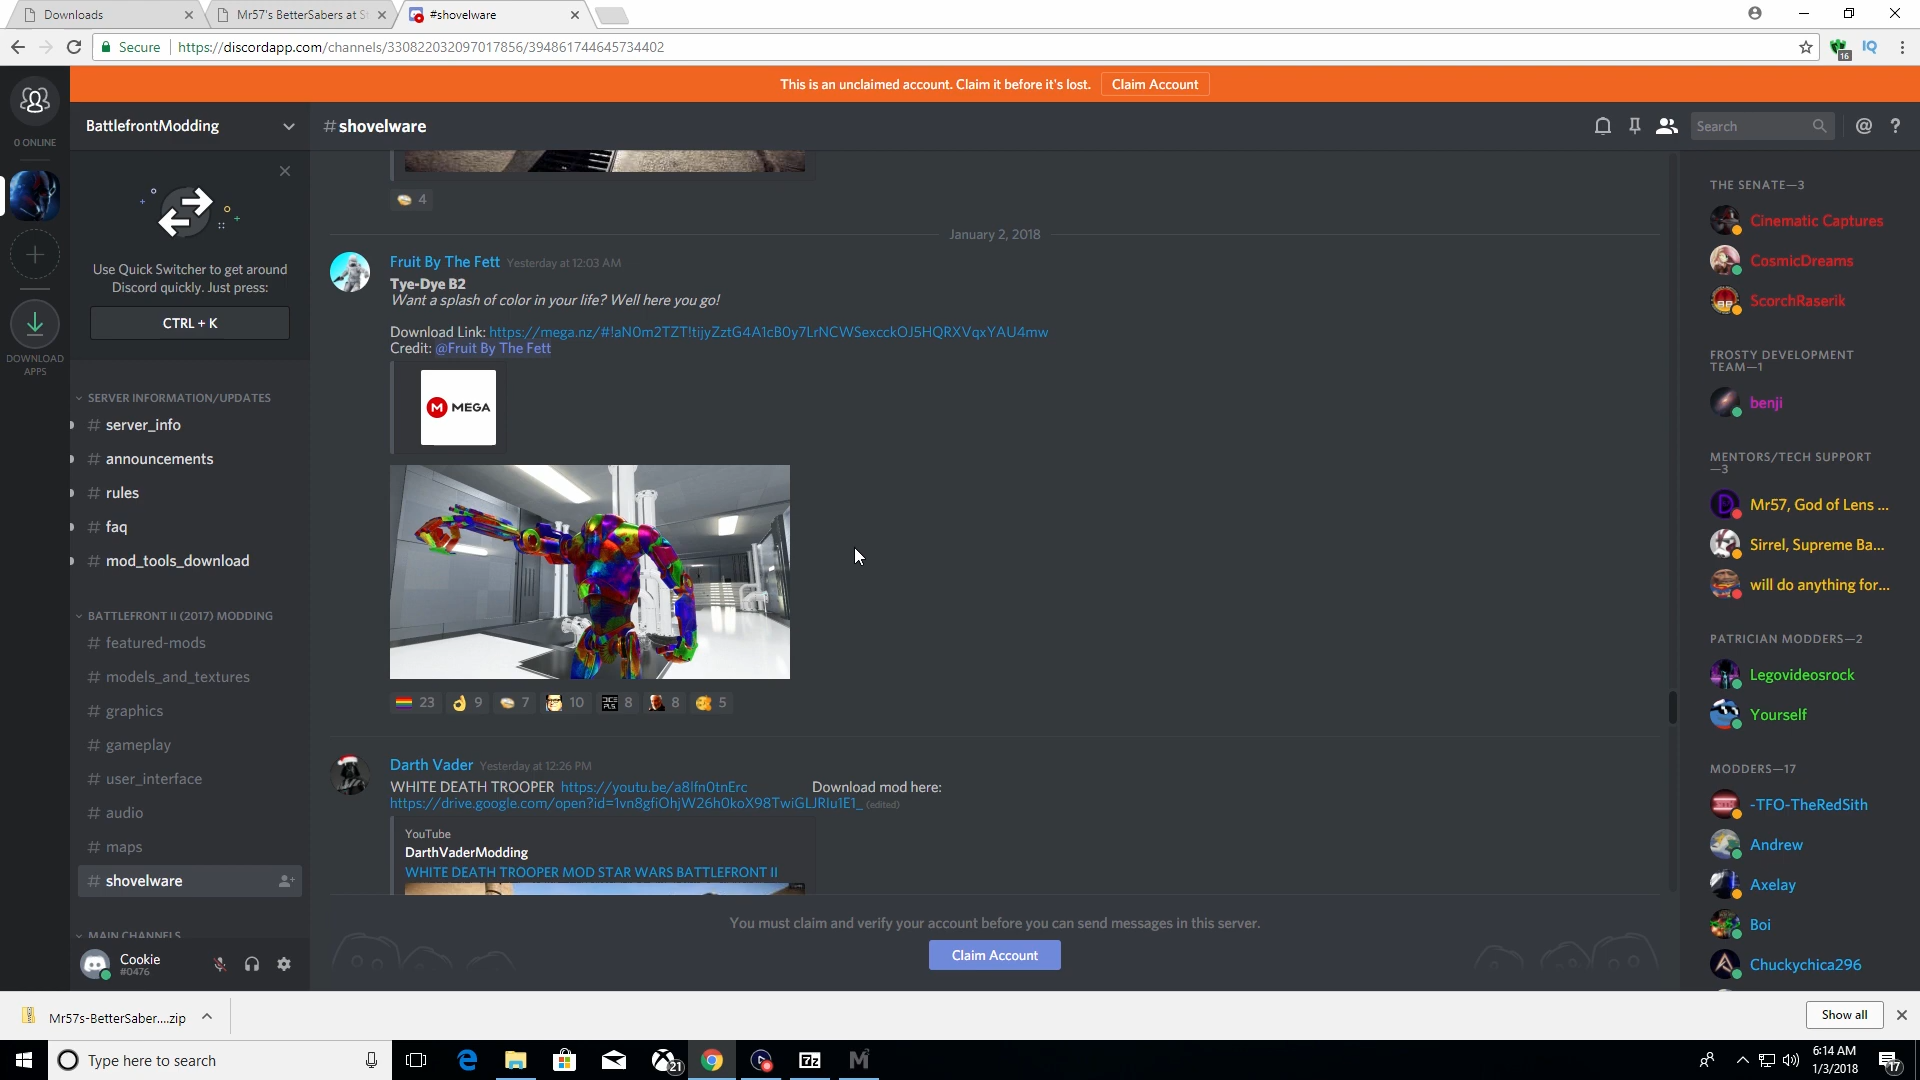 Downloads
Mr57's BetterSabers at S
#shovelware
Secure
https://discordapp.com/channels/330822032097017856/394861744645734402
16
IQ
This is an unclaimed account. Claim it before it's lost.
Claim Account
0 ONLINE
BattlefrontModding
#shovelware
Search
@
?
Use Quick Switcher to get around
Discord quickly. Just press:
CTRL + K
DOWNLOAD
APPS
SERVER INFORMATION/UPDATES
# server_info
# announcements
# rules
# faq
# mod_tools_download
BATTLEFRONT II (2017) MODDING
# featured-mods
# models_and_textures
# graphics
# gameplay
# user_interface
# audio
# maps
# shovelware
MAIN CHANNELS
Cookie
#0476
4
January 2, 2018
Fruit By The Fett Yesterday at 12:03 AM
Tye-Dye B2
Want a splash of color in your life? Well here you go!
Download Link: https://mega.nz/#!aN0m2TZT!tijyZztG4A1cB0y7LrNCWSexcckOJ5HQRXVqxYAU4mw
Credit: @Fruit By The Fett
M MEGA
23 9 7 10 8 8 5
Darth Vader Yesterday at 12:26 PM
WHITE DEATH TROOPER https://youtu.be/a8lfn0tnErc Download mod here:
https://drive.google.com/open?id=1vn8gfiOhjW26h0koX98TwiGLJRIu1E1_ (edited)
YouTube
DarthVaderModding
WHITE DEATH TROOPER MOD STAR WARS BATTLEFRONT II
You must claim and verify your account before you can send messages in this server.
Claim Account
THE SENATE—3
Cinematic Captures
CosmicDreams
ScorchRaserik
FROSTY DEVELOPMENT
TEAM—1
benji
MENTORS/TECH SUPPORT
—3
Mr57, God of Lens ...
Sirrel, Supreme Ba...
will do anything for...
PATRICIAN MODDERS—2
Legovideosrock
Yourself
MODDERS—17
-TFO-TheRedSith
Andrew
Axelay
Boi
Chuckychica296
Mr57s-BetterSaber....zip
Show all
Type here to search
21
7z
M
6:14 AM
1/3/2018
17